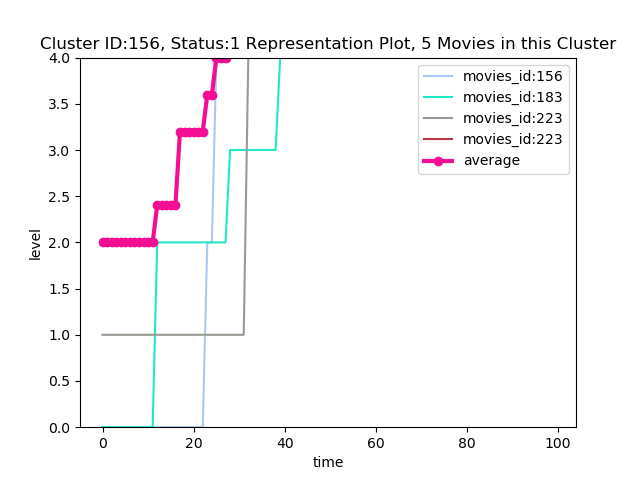 Cluster ID:156, Status:1 Representation Plot, 5 Movies in this Cluster
4.0
3.5
3.0
2.5
2.0
1.5
1.0
0.5
0.0
level
0
20
40
60
80
100
time
movies_id:156
movies_id:183
movies_id:223
movies_id:223
average